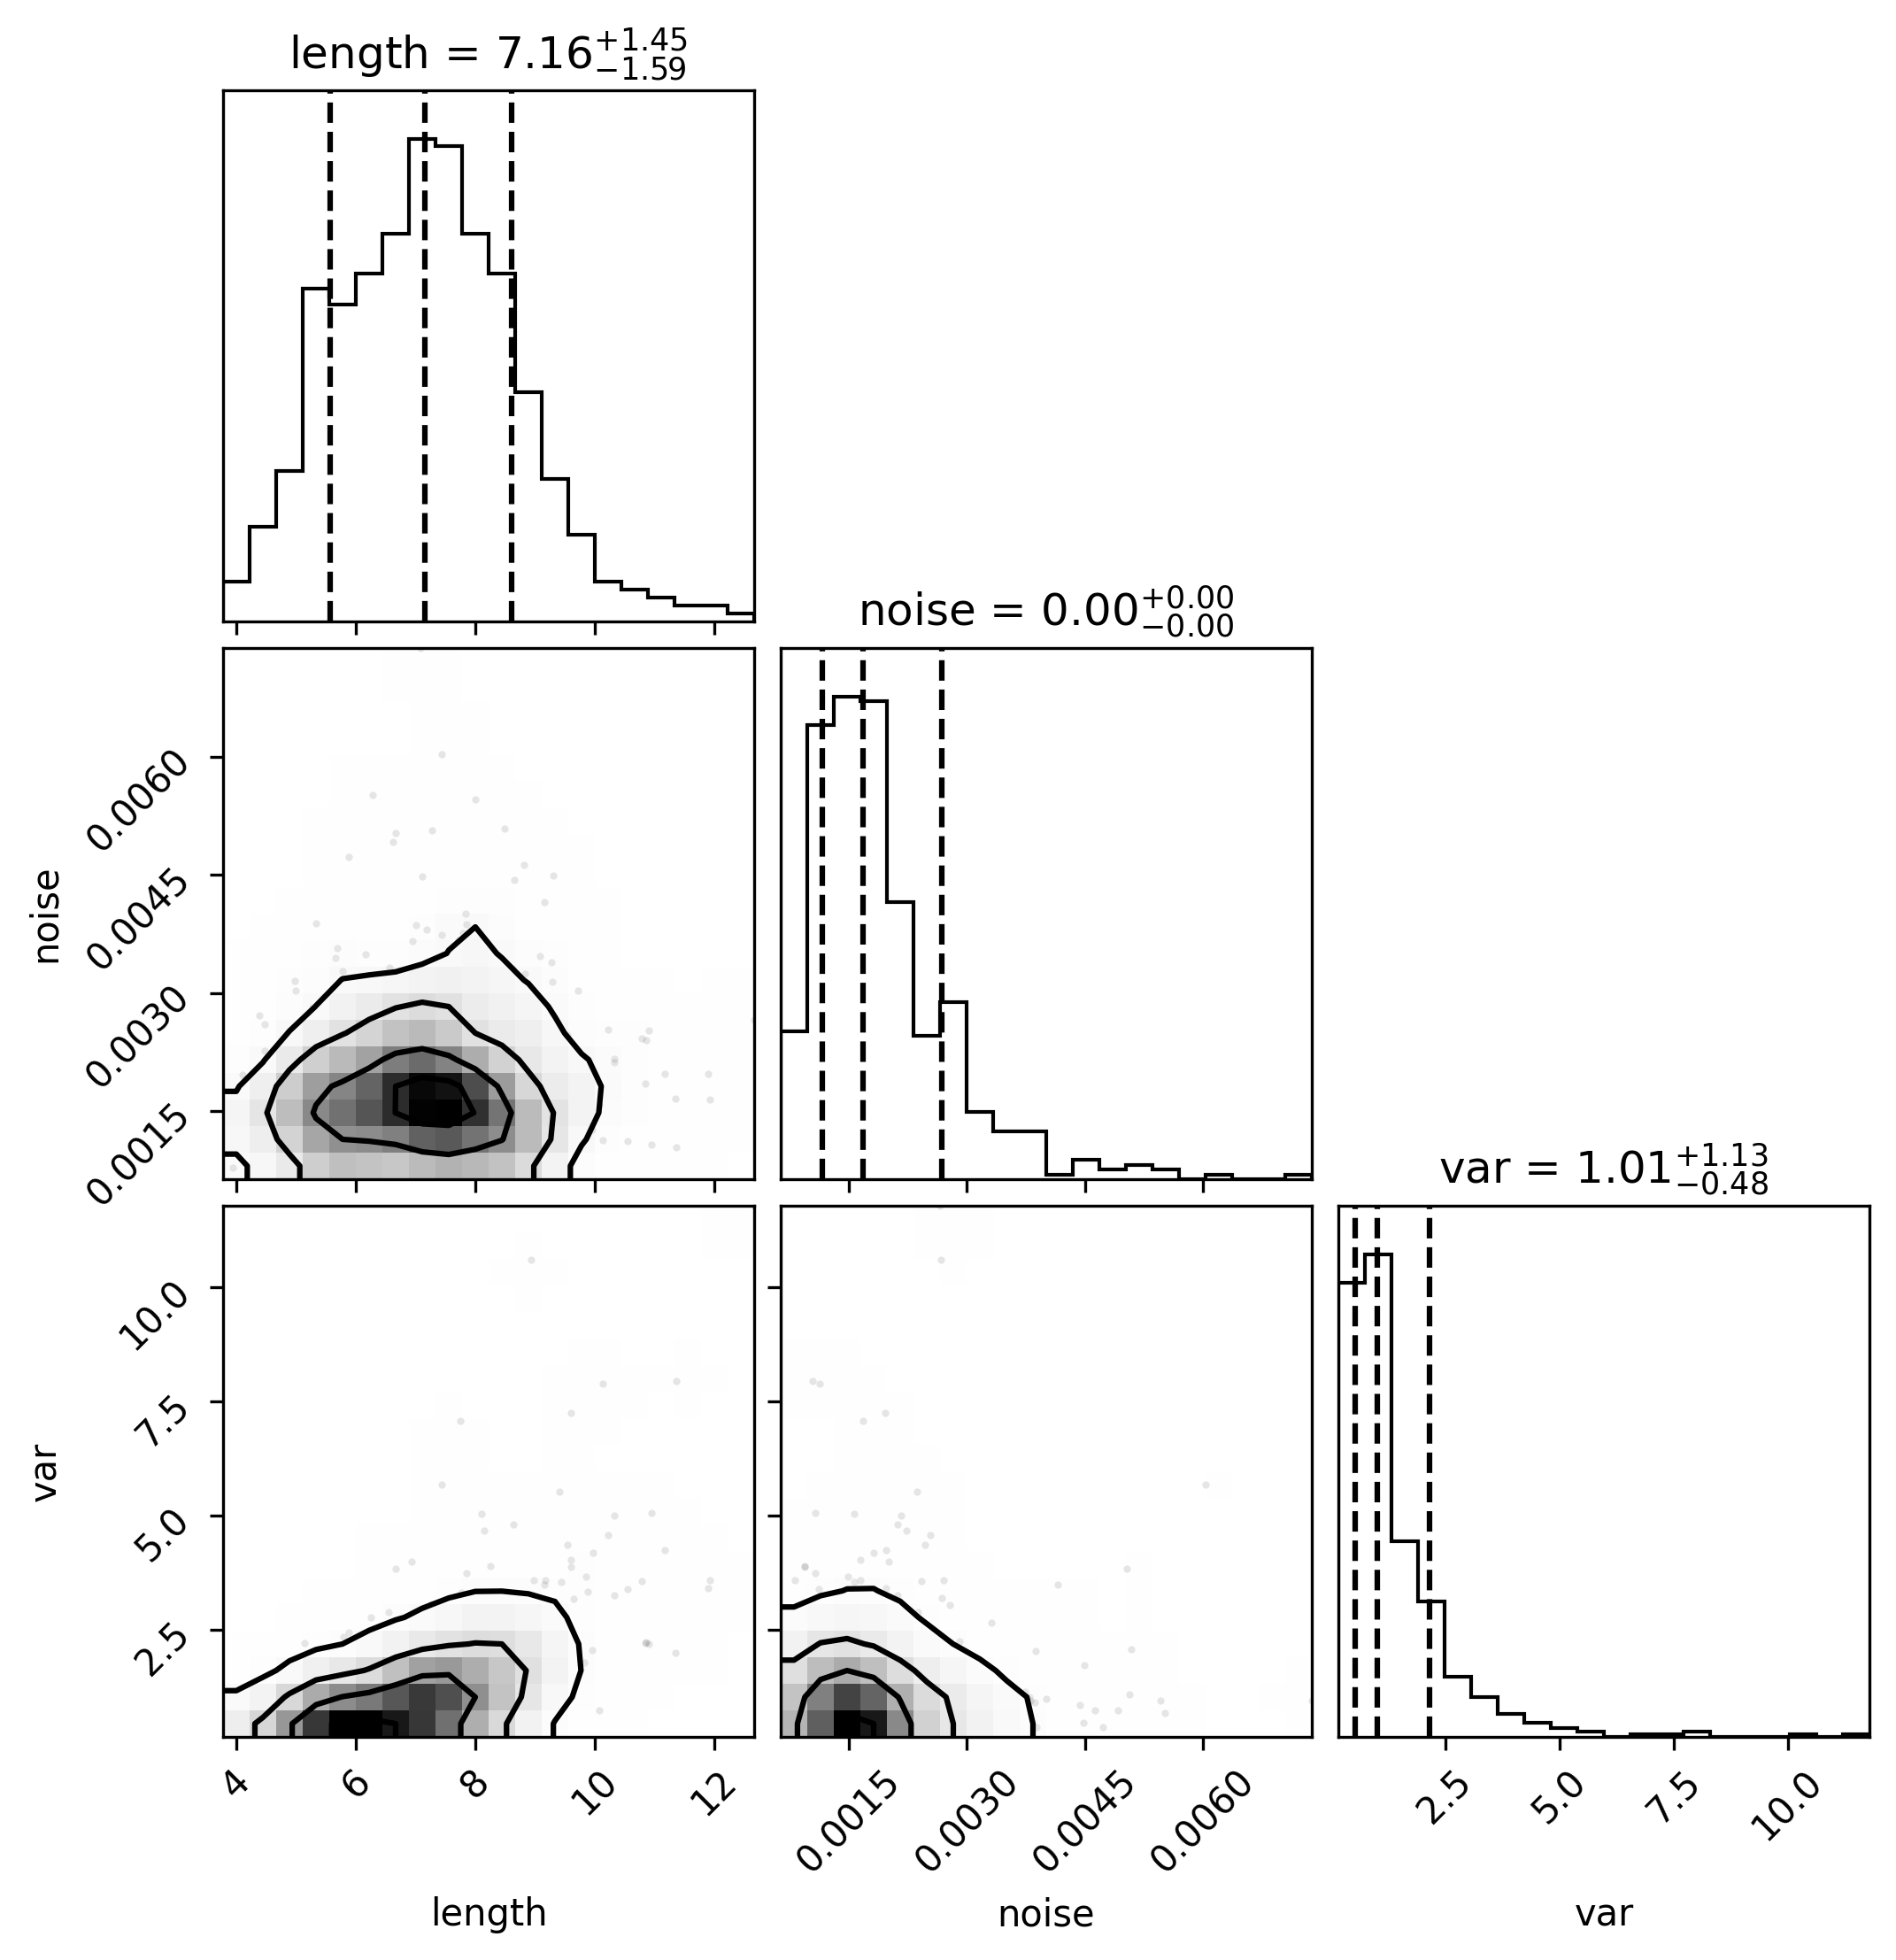 length = 7.16+1.45−1.59
noise = 0.00+0.00−0.00
0.0060
0.0045
0.0030
0.0015
noise
var = 1.01+1.13−0.48
10.0
7.5
5.0
2.5
var
4 6 8 10 12
0.0015 0.0030 0.0045 0.0060
2.5 5.0 7.5 10.0
length noise var